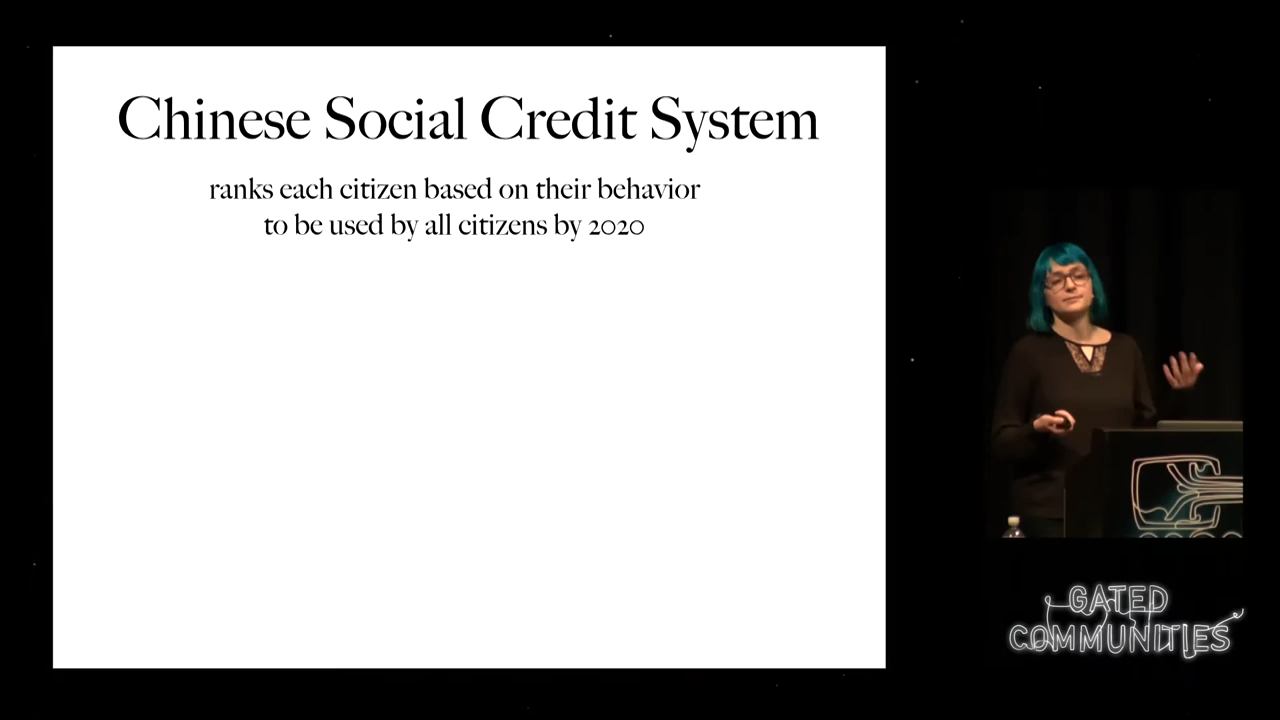 Chinese Social Credit System
ranks each citizen based on their behavior
to be used by all citizens by 2020
GATED
COMMUNITIES